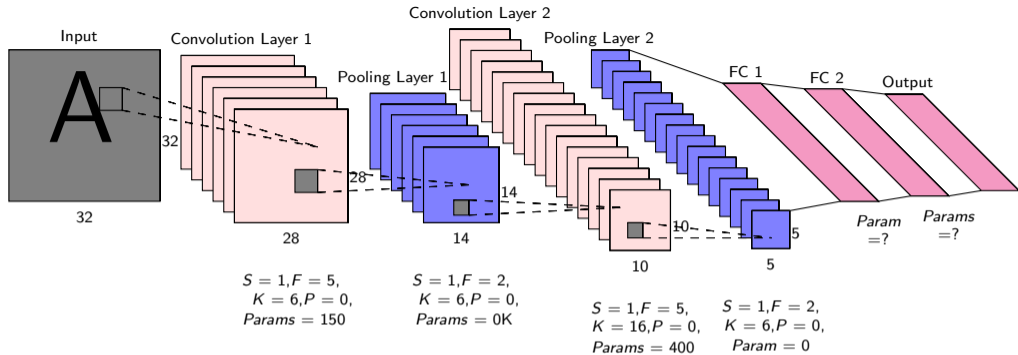 Input
A
32
32
Convolution Layer 1
28
28
S = 1,F = 5,
K = 6,P = 0,
Params = 150
Pooling Layer 1
14
14
S = 1,F = 2,
K = 6,P = 0,
Params = 0K
Convolution Layer 2
10
10
S = 1,F = 5,
K = 16,P = 0,
Params = 400
Pooling Layer 2
5
5
S = 1,F = 2,
K = 6,P = 0,
Param = 0
FC 1
Param
=?
FC 2
Params
=?
Output